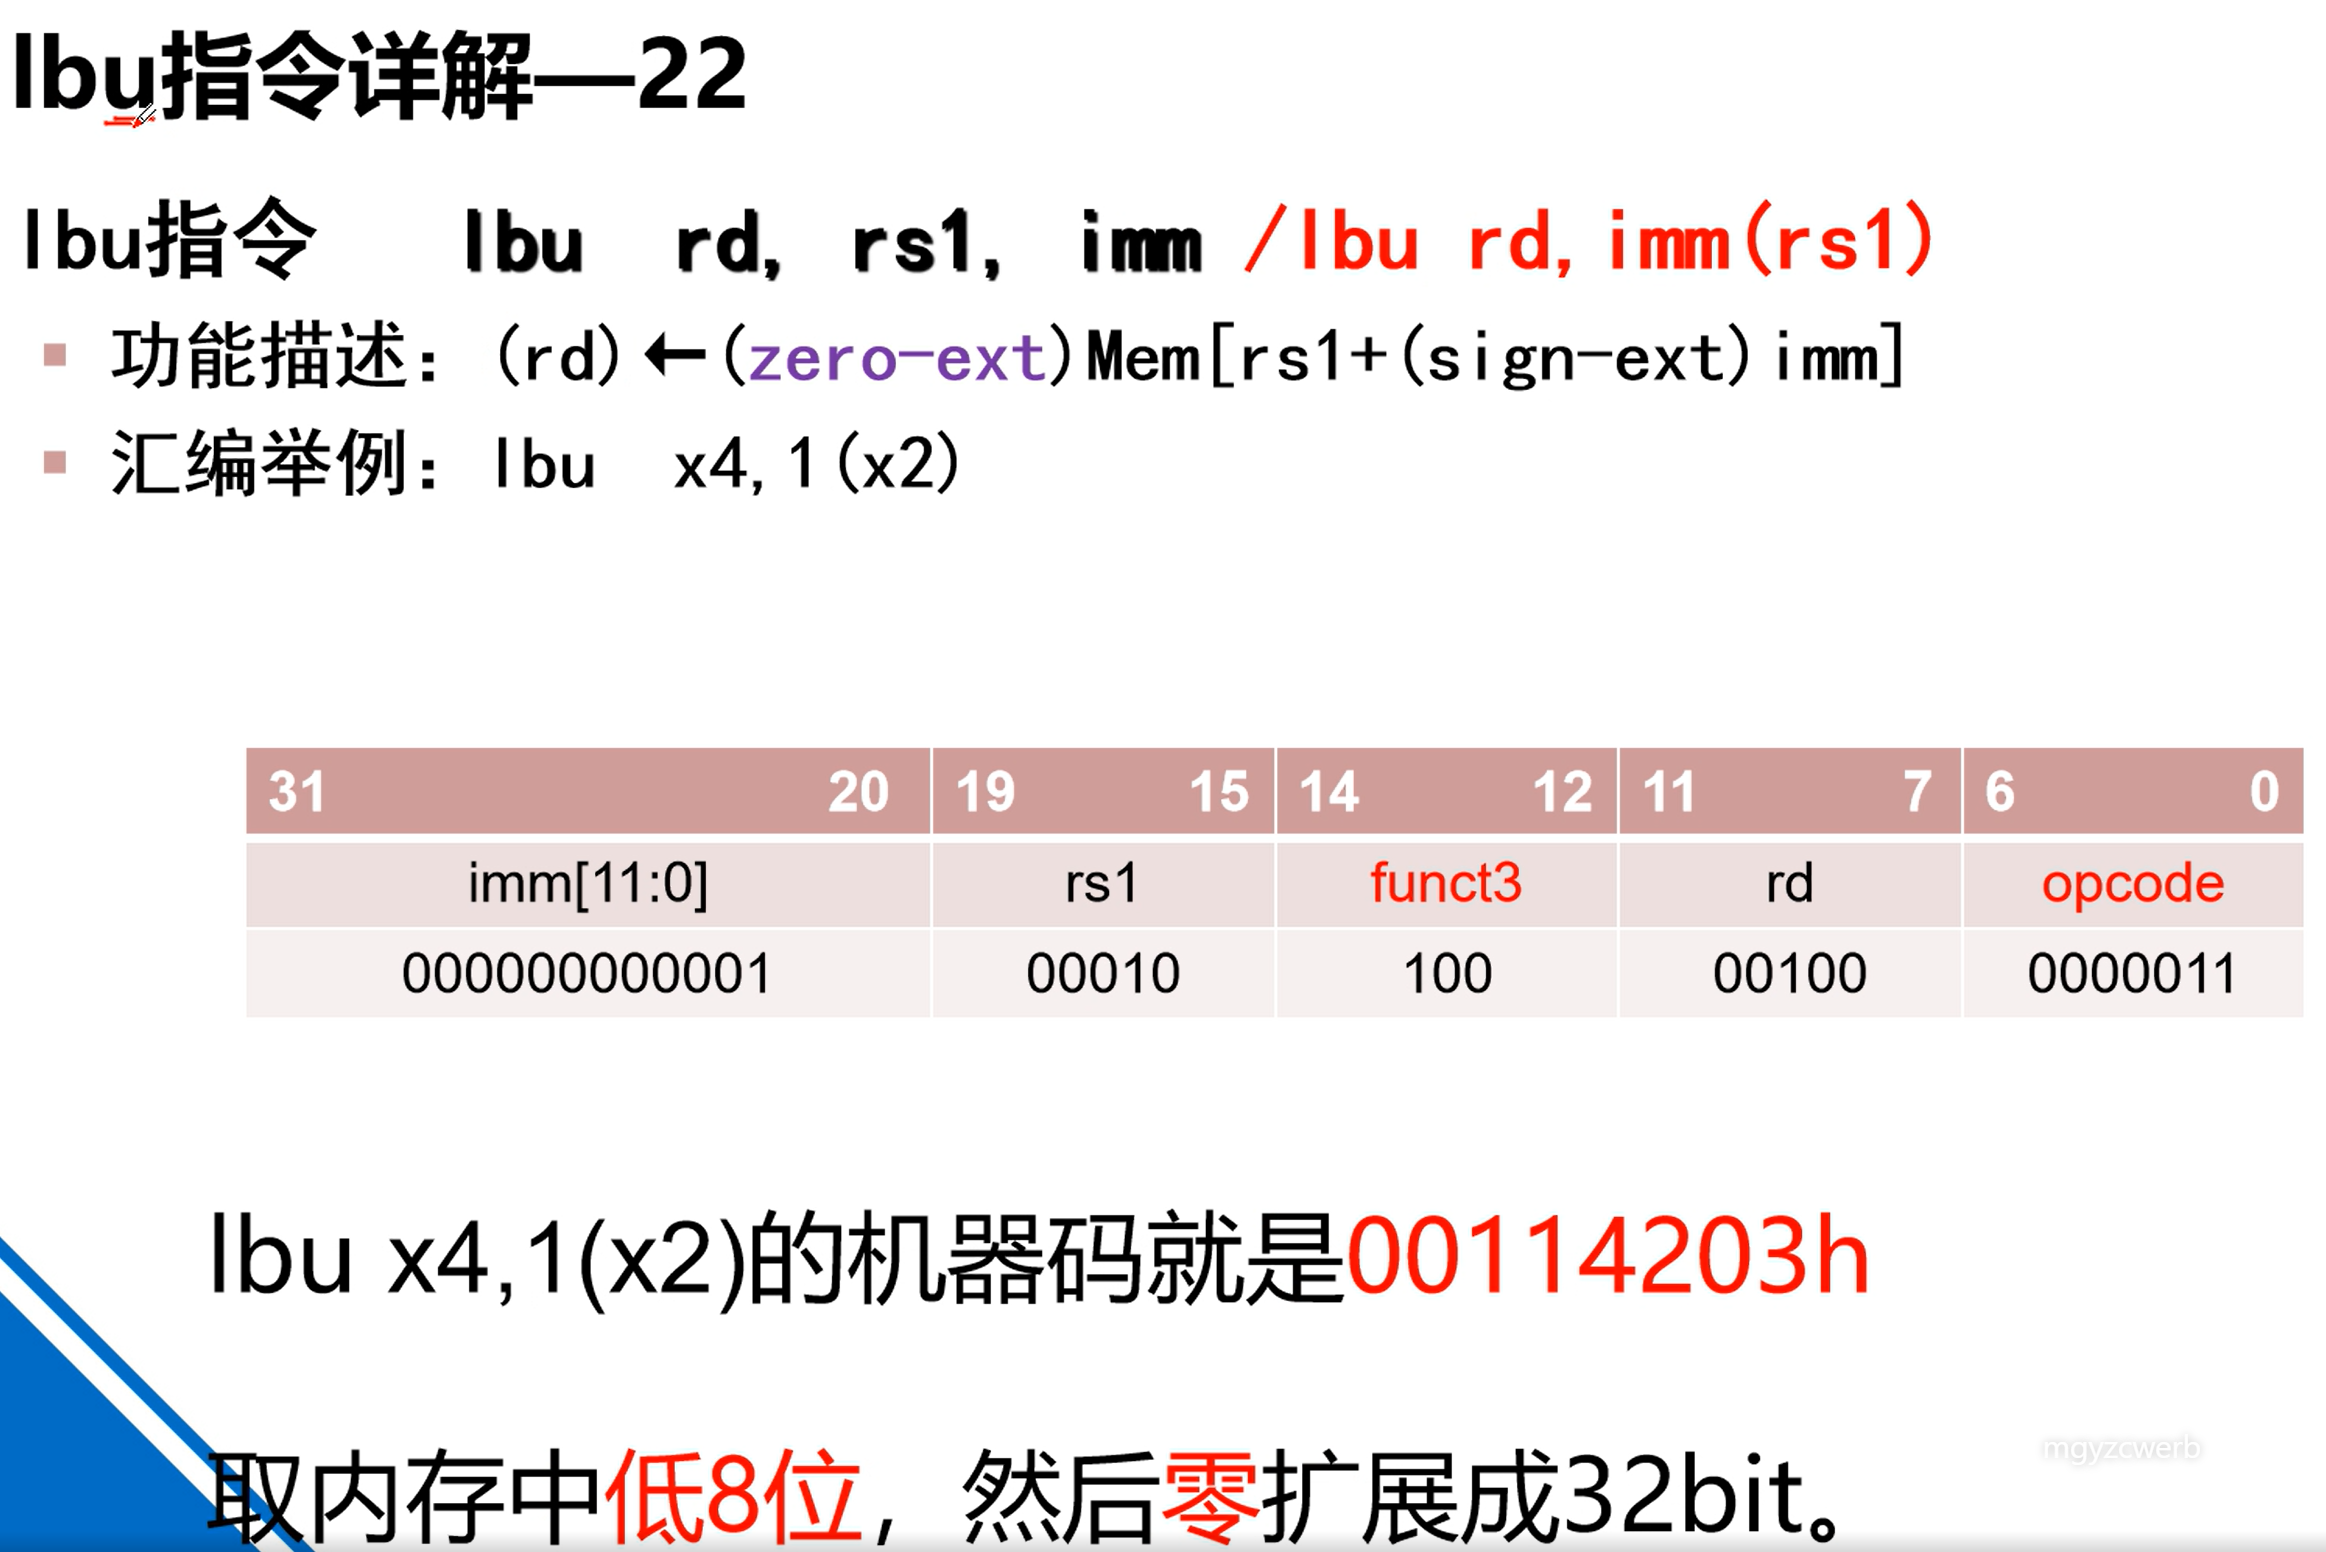 lbu指令详解—22
lbu指令 lbu rd, rs1, imm /lbu rd,imm(rs1)
功能描述：(rd)←(zero-ext)Mem[rs1+(sign-ext)imm]
汇编举例：lbu x4,1(x2)
31 20 19 15 14 12 11 7 6 0
imm[11:0] rs1 funct3 rd opcode
000000000001 00010 100 00100 0000011
lbu x4,1(x2)的机器码就是00114203h
mgyzcwerb
取内存中低8位，然后零扩展成32bit。